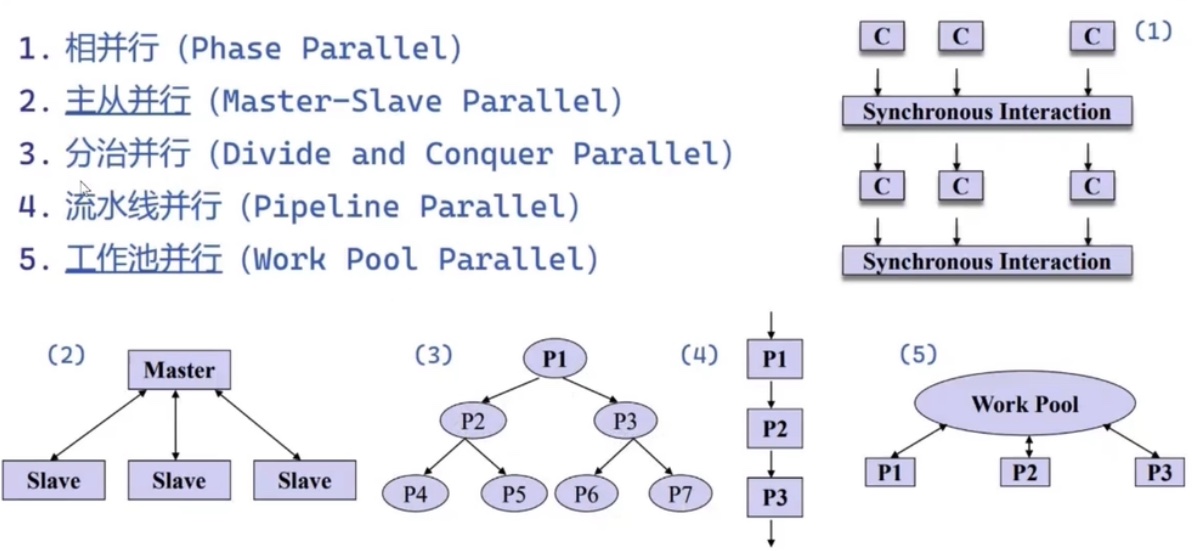 1. 相并行 (Phase Parallel)
2. 主从并行 (Master-Slave Parallel)
3. 分治并行 (Divide and Conquer Parallel)
4. 流水线并行 (Pipeline Parallel)
5. 工作池并行 (Work Pool Parallel)
C C C (1)
Synchronous Interaction
C C C
Synchronous Interaction
(2)
Master
Slave Slave Slave
(3)
P1
P2 P3
P4 P5 P6 P7
(4)
P1
P2
P3
(5)
Work Pool
P1 P2 P3